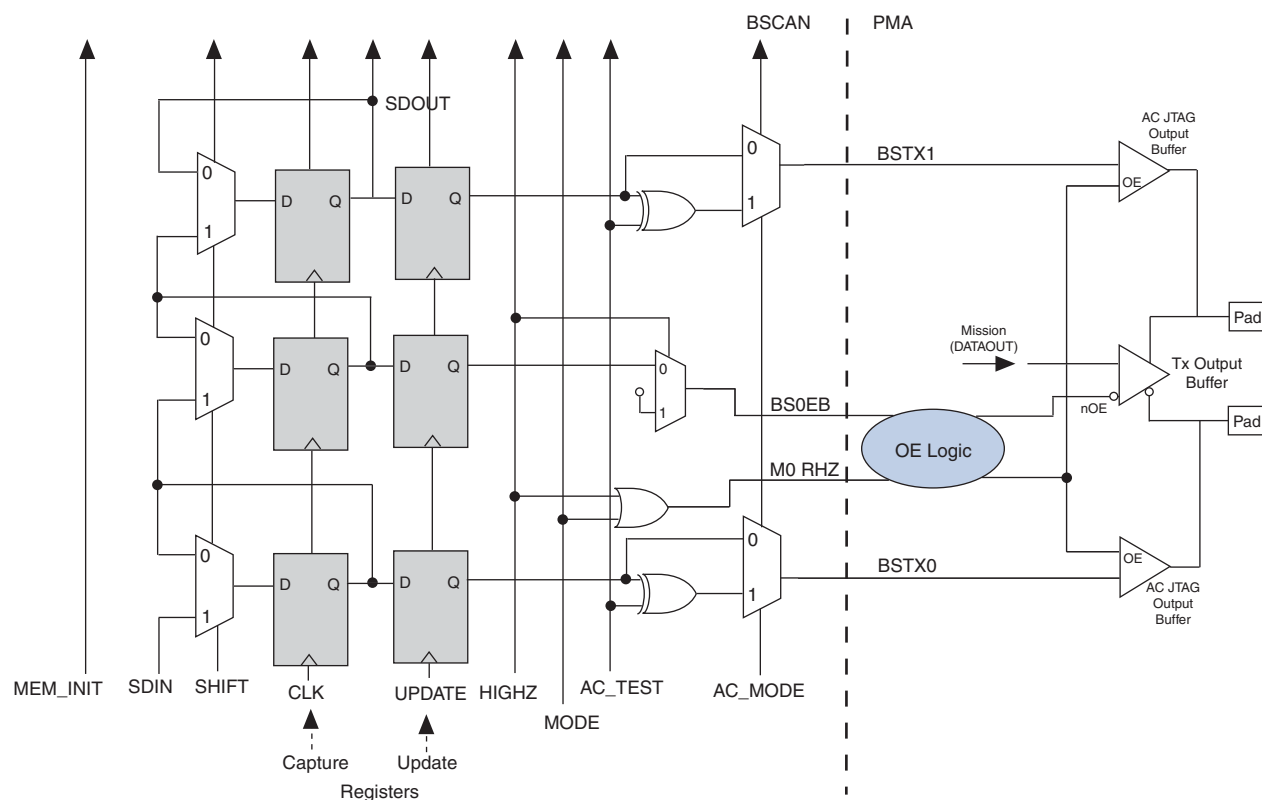 BSCAN
PMA
SDOUT
AC JTAG
Output
Buffer
0
0
BSTX1
OE
D
Q
D
Q
1
1
Pad
Mission
(DATAOUT)
0
D
Q
D
Q
0
Tx Output
Buffer
1
1
BS0EB
nOE
Pad
OE Logic
M0 RHZ
0
D
Q
D
Q
0
BSTX0
OE
1
1
AC JTAG
Output
Buffer
MEM_INIT
SDIN
SHIFT
CLK
UPDATE
HIGHZ
AC_TEST
AC_MODE
MODE
Capture
Update
Registers